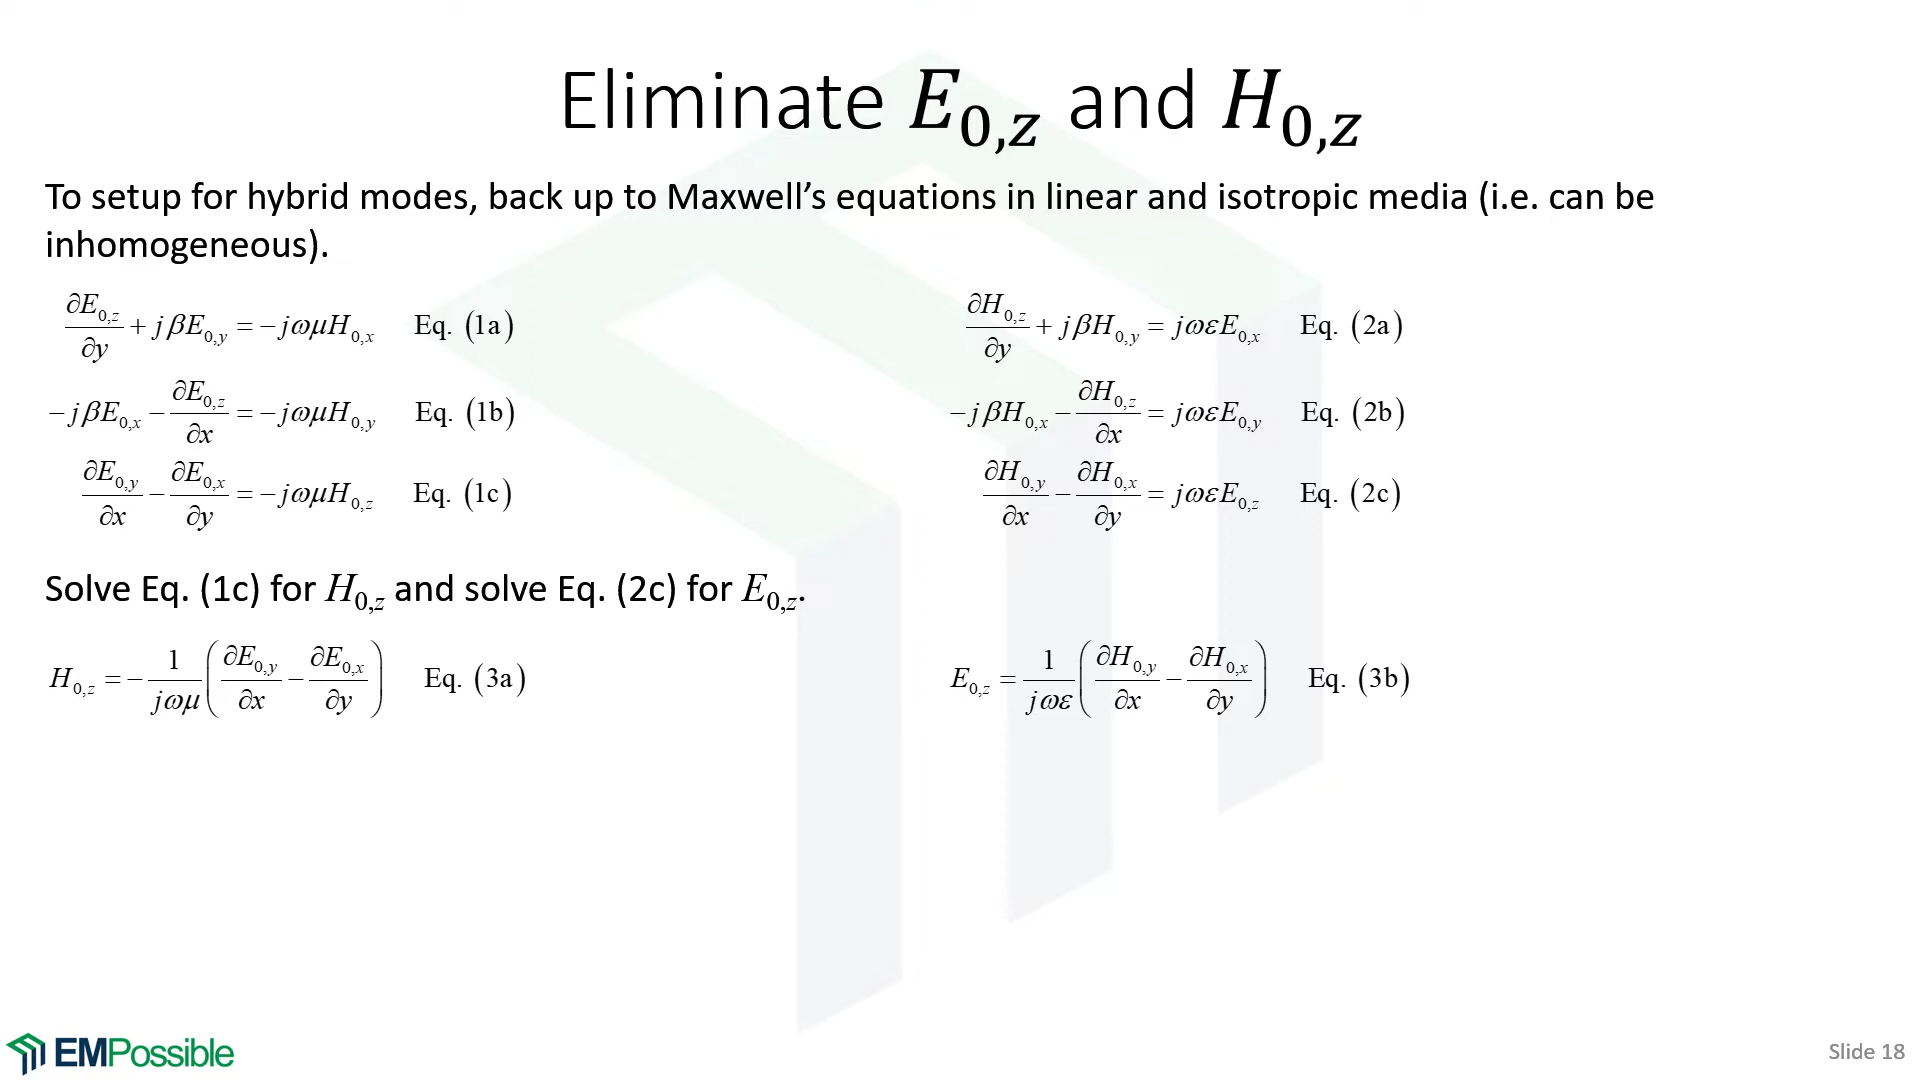 Eliminate E₀,z and H₀,z
To setup for hybrid modes, back up to Maxwell’s equations in linear and isotropic media (i.e. can be
inhomogeneous).
∂E₀,z/∂y + jβE₀,y = −jωμH₀,x Eq. (1a)
∂H₀,z/∂y + jβH₀,y = jωεE₀,x Eq. (2a)
−jβE₀,x − ∂E₀,z/∂x = −jωμH₀,y Eq. (1b)
−jβH₀,x − ∂H₀,z/∂x = jωεE₀,y Eq. (2b)
∂E₀,y/∂x − ∂E₀,x/∂y = −jωμH₀,z Eq. (1c)
∂H₀,y/∂x − ∂H₀,x/∂y = jωεE₀,z Eq. (2c)
Solve Eq. (1c) for H₀,z and solve Eq. (2c) for E₀,z.
H₀,z = −1/jωμ (∂E₀,y/∂x − ∂E₀,x/∂y) Eq. (3a)
E₀,z = 1/jωε (∂H₀,y/∂x − ∂H₀,x/∂y) Eq. (3b)
EMPossible
Slide 18